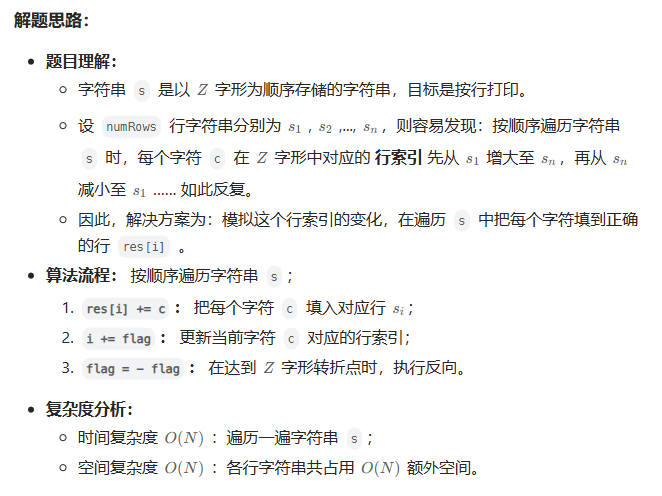 解题思路：
• 题目理解：
◦ 字符串 s 是以 Z 字形为顺序存储的字符串，目标是按行打印。
◦ 设 numRows 行字符串分别为 s₁ , s₂ ,..., sₙ，则容易发现：按顺序遍历字符串
s 时，每个字符 c 在 Z 字形中对应的 行索引 先从 s₁ 增大至 sₙ，再从 sₙ
减小至 s₁ …… 如此反复。
◦ 因此，解决方案为：模拟这个行索引的变化，在遍历 s 中把每个字符填到正确
的行 res[i] 。
• 算法流程： 按顺序遍历字符串 s；
1. res[i] += c ： 把每个字符 c 填入对应行 sᵢ；
2. i += flag ： 更新当前字符 c 对应的行索引；
3. flag = - flag ： 在达到 Z 字形转折点时，执行反向。
• 复杂度分析：
◦ 时间复杂度 O(N) ：遍历一遍字符串 s；
◦ 空间复杂度 O(N) ：各行字符串共占用 O(N) 额外空间。